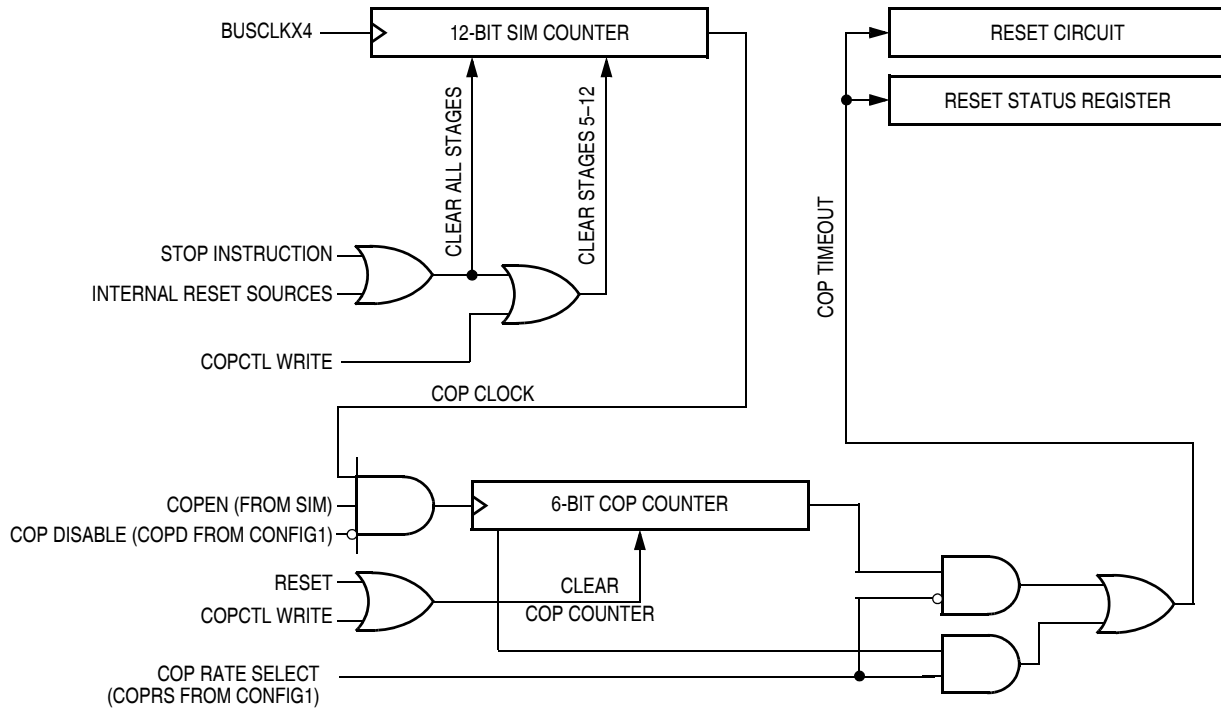 BUSCLKX4
12-BIT SIM COUNTER
RESET CIRCUIT
RESET STATUS REGISTER
CLEAR ALL STAGES
CLEAR STAGES 5–12
COP TIMEOUT
STOP INSTRUCTION
INTERNAL RESET SOURCES
COPCTL WRITE
COP CLOCK
COPEN (FROM SIM)
COP DISABLE (COPD FROM CONFIG1)
6-BIT COP COUNTER
RESET
COPCTL WRITE
CLEAR
COP COUNTER
COP RATE SELECT
(COPRS FROM CONFIG1)